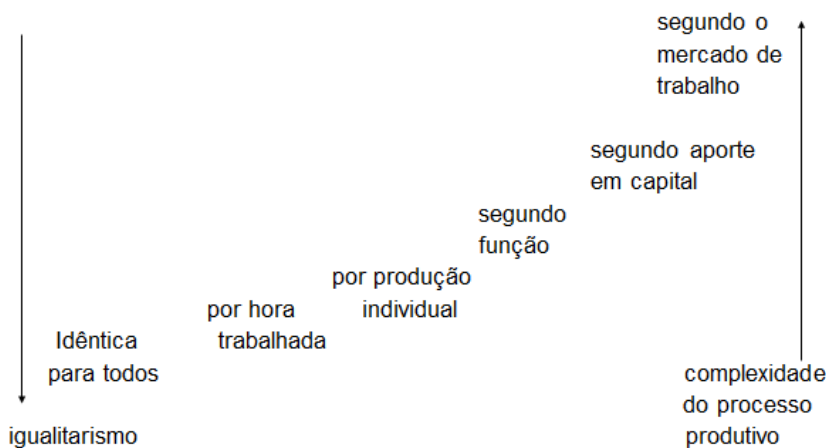 segundo o
mercado de
trabalho
segundo aporte
em capital
segundo
função
por produção
individual
por hora
trabalhada
Idêntica
para todos
igualitarismo
complexidade
do processo
produtivo